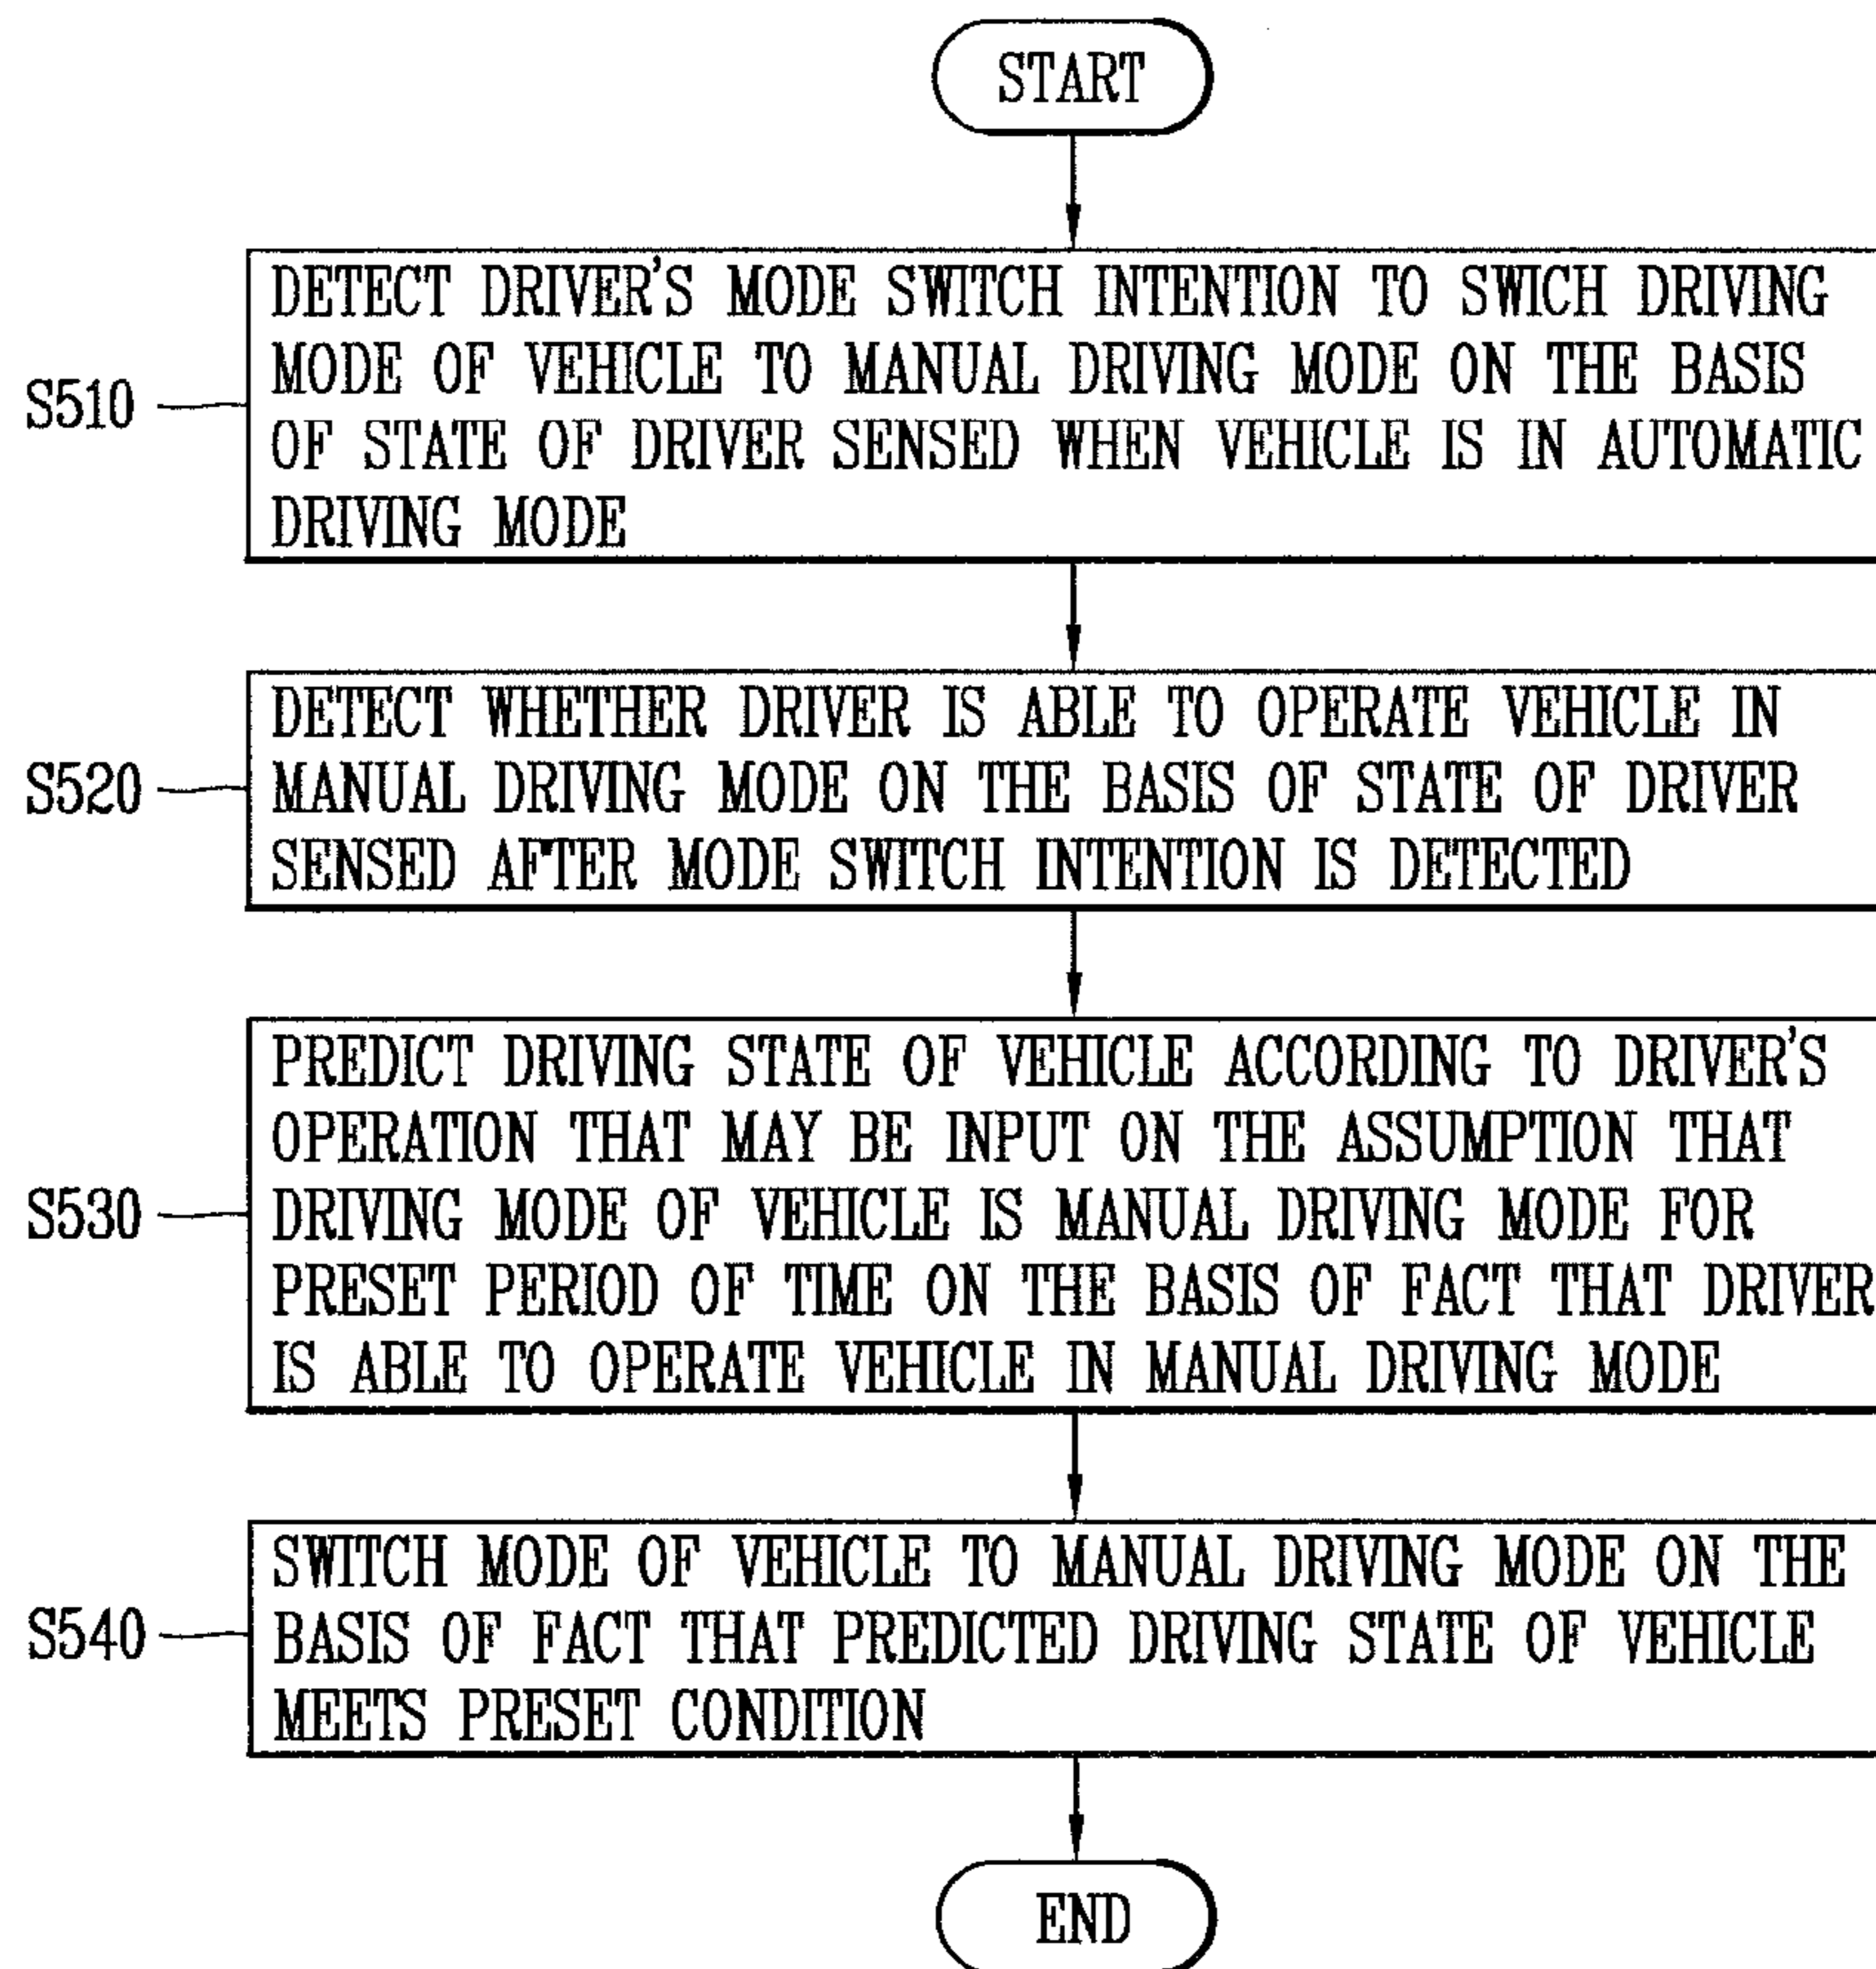 START
S510
DETECT DRIVER'S MODE SWITCH INTENTION TO SWICH DRIVING
MODE OF VEHICLE TO MANUAL DRIVING MODE ON THE BASIS
OF STATE OF DRIVER SENSED WHEN VEHICLE IS IN AUTOMATIC
DRIVING MODE
S520
DETECT WHETHER DRIVER IS ABLE TO OPERATE VEHICLE IN
MANUAL DRIVING MODE ON THE BASIS OF STATE OF DRIVER
SENSED AFTER MODE SWITCH INTENTION IS DETECTED
S530
PREDICT DRIVING STATE OF VEHICLE ACCORDING TO DRIVER'S
OPERATION THAT MAY BE INPUT ON THE ASSUMPTION THAT
DRIVING MODE OF VEHICLE IS MANUAL DRIVING MODE FOR
PRESET PERIOD OF TIME ON THE BASIS OF FACT THAT DRIVER
IS ABLE TO OPERATE VEHICLE IN MANUAL DRIVING MODE
S540
SWITCH MODE OF VEHICLE TO MANUAL DRIVING MODE ON THE
BASIS OF FACT THAT PREDICTED DRIVING STATE OF VEHICLE
MEETS PRESET CONDITION
END